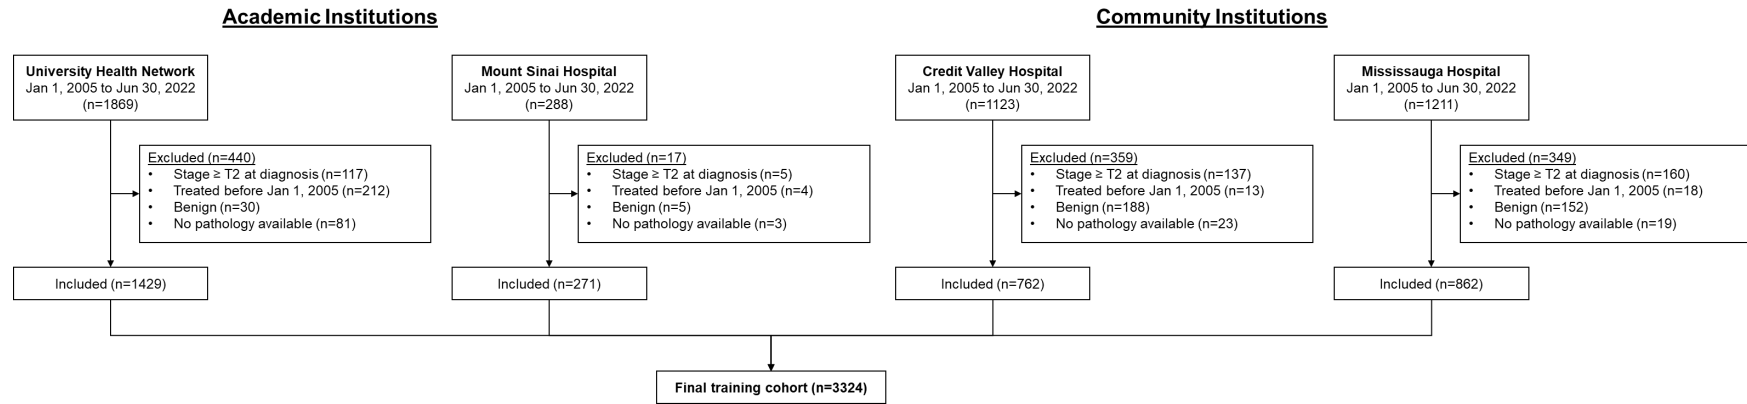 Academic Institutions
Community Institutions
University Health Network
Jan 1, 2005 to Jun 30, 2022
(n=1869)
Mount Sinai Hospital
Jan 1, 2005 to Jun 30, 2022
(n=288)
Credit Valley Hospital
Jan 1, 2005 to Jun 30, 2022
(n=1123)
Mississauga Hospital
Jan 1, 2005 to Jun 30, 2022
(n=1211)
Excluded (n=440)
• Stage ≥ T2 at diagnosis (n=117)
• Treated before Jan 1, 2005 (n=212)
• Benign (n=30)
• No pathology available (n=81)
Excluded (n=17)
• Stage ≥ T2 at diagnosis (n=5)
• Treated before Jan 1, 2005 (n=4)
• Benign (n=5)
• No pathology available (n=3)
Excluded (n=359)
• Stage ≥ T2 at diagnosis (n=137)
• Treated before Jan 1, 2005 (n=13)
• Benign (n=188)
• No pathology available (n=23)
Excluded (n=349)
• Stage ≥ T2 at diagnosis (n=160)
• Treated before Jan 1, 2005 (n=18)
• Benign (n=152)
• No pathology available (n=19)
Included (n=1429)
Included (n=271)
Included (n=762)
Included (n=862)
Final training cohort (n=3324)